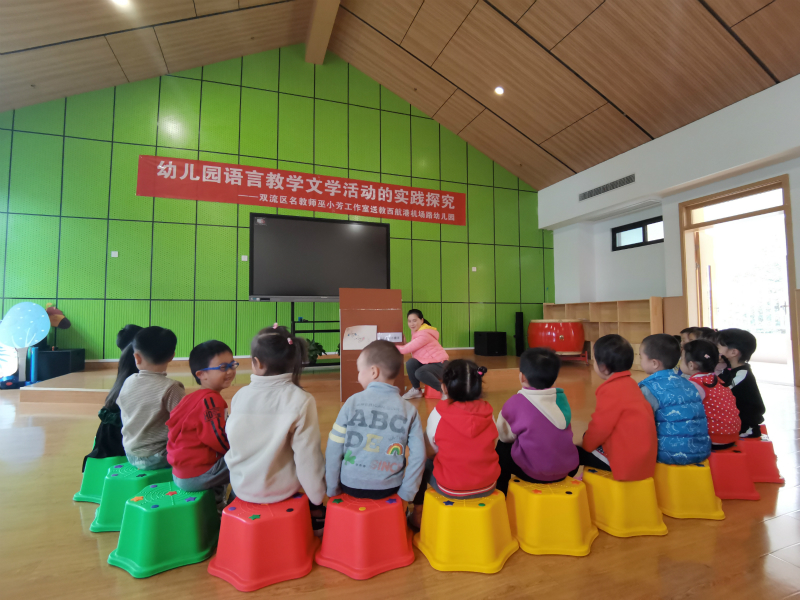 幼儿园语言教学文学活动的实践探究
——双流区名教师巫小芳工作室送教西航港机场路幼儿园
ABC
DE